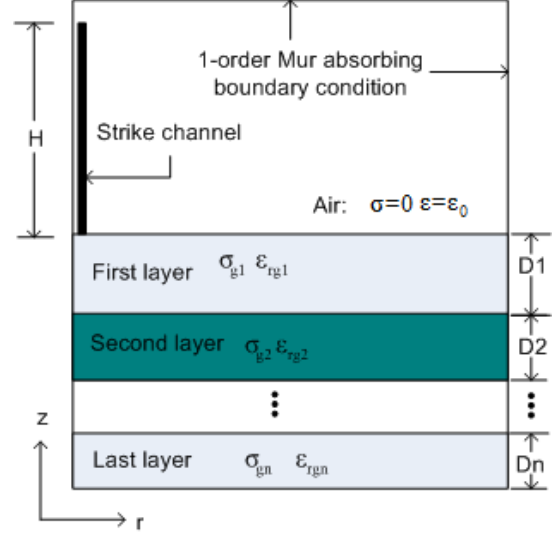 1-order Mur absorbing
boundary condition
H
Strike channel
Air: σ=0 ε=ε₀
First layer σg1 εrg1
D1
Second layer σg2 εrg2
D2
z
Last layer σgn εrgn
Dn
r